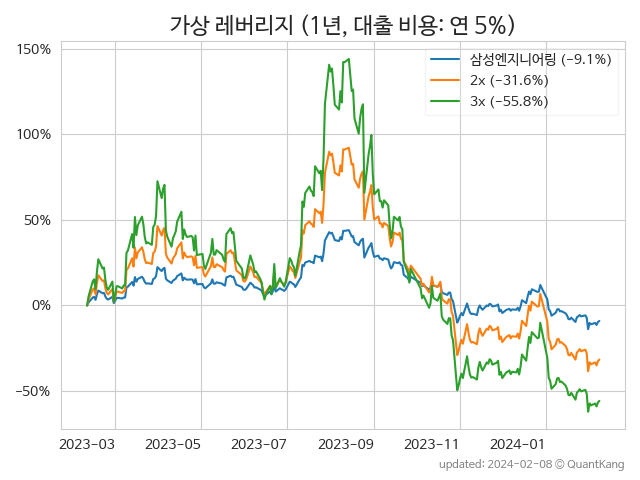 가상 레버리지 (1년, 대출 비용: 연 5%)
150%
100%
50%
0%
−50%
삼성엔지니어링 (−9.1%)
2x (−31.6%)
3x (−55.8%)
2023-03
2023-05
2023-07
2023-09
2023-11
2024-01
updated: 2024-02-08 © QuantKang